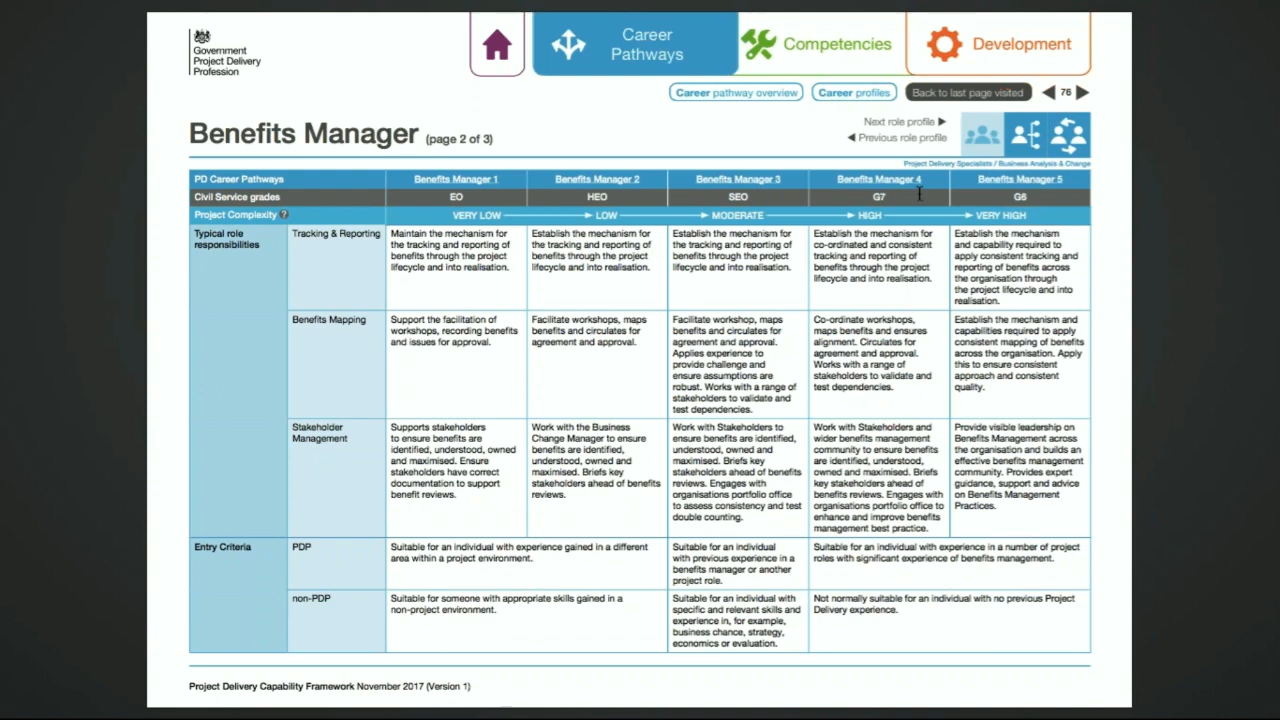 Government
Project Delivery
Profession
Career
Pathways
Competencies
Development
Career pathway overview
Career profiles
Back to last page visited
76
Benefits Manager (page 2 of 3)
Next role profile
Previous role profile
Project Delivery Specialists / Business Analysis & Change
PD Career Pathways
Benefits Manager 1
Benefits Manager 2
Benefits Manager 3
Benefits Manager 4
Benefits Manager 5
Civil Service grades
EO
HEO
SEO
G7
G6
Project Complexity ?
VERY LOW
LOW
MODERATE
HIGH
VERY HIGH
Typical role
responsibilities
Tracking & Reporting
Maintain the mechanism for
the tracking and reporting of
benefits through the project
lifecycle and into realisation.
Establish the mechanism for
the tracking and reporting of
benefits through the project
lifecycle and into realisation.
Establish the mechanism for
the tracking and reporting of
benefits through the project
lifecycle and into realisation.
Establish the mechanism for
co-ordinated and consistent
tracking and reporting of
benefits through the project
lifecycle and into realisation.
Establish the mechanism
and capability required to
apply consistent tracking and
reporting of benefits across
the organisation through
the project lifecycle and into
realisation.
Benefits Mapping
Support the facilitation of
workshops, recording benefits
and issues for approval.
Facilitate workshops, maps
benefits and circulates for
agreement and approval.
Facilitate workshop, maps
benefits and circulates for
agreement and approval.
Applies experience to
provide challenge and
ensure assumptions are
robust. Works with a range of
stakeholders to validate and
test dependencies.
Co-ordinate workshops,
maps benefits and ensures
alignment. Circulates for
agreement and approval.
Works with a range of
stakeholders to validate and
test dependencies.
Establish the mechanism and
capabilities required to apply
consistent mapping of benefits
across the organisation. Apply
this to ensure consistent
approach and consistent
quality.
Stakeholder
Management
Supports stakeholders
to ensure benefits are
identified, understood, owned
and maximised. Ensure
stakeholders have correct
documentation to support
benefit reviews.
Work with the Business
Change Manager to ensure
benefits are identified,
understood, owned and
maximised. Briefs key
stakeholders ahead of benefits
reviews.
Work with Stakeholders to
ensure benefits are identified,
understood, owned and
maximised. Briefs key
stakeholders ahead of benefits
reviews. Engages with
organisations portfolio office
to assess consistency and test
double counting.
Work with Stakeholders and
wider benefits management
community to ensure benefits
are identified, understood,
owned and maximised. Briefs
key stakeholders ahead of
benefits reviews. Engages with
organisations portfolio office to
enhance and improve benefits
management best practice.
Provide visible leadership on
Benefits Management across
the organisation and builds an
effective benefits management
community. Provides expert
guidance, support and advice
on Benefits Management
Practices.
Entry Criteria
PDP
Suitable for an individual with experience gained in a different
area within a project environment.
Suitable for an individual
with previous experience in a
benefits manager or another
project role.
Suitable for an individual with experience in a number of project
roles with significant experience of benefits management.
non-PDP
Suitable for someone with appropriate skills gained in a
non-project environment.
Suitable for an individual with
specific and relevant skills and
experience in, for example,
business chance, strategy,
economics or evaluation.
Not normally suitable for an individual with no previous Project
Delivery experience.
Project Delivery Capability Framework November 2017 (Version 1)